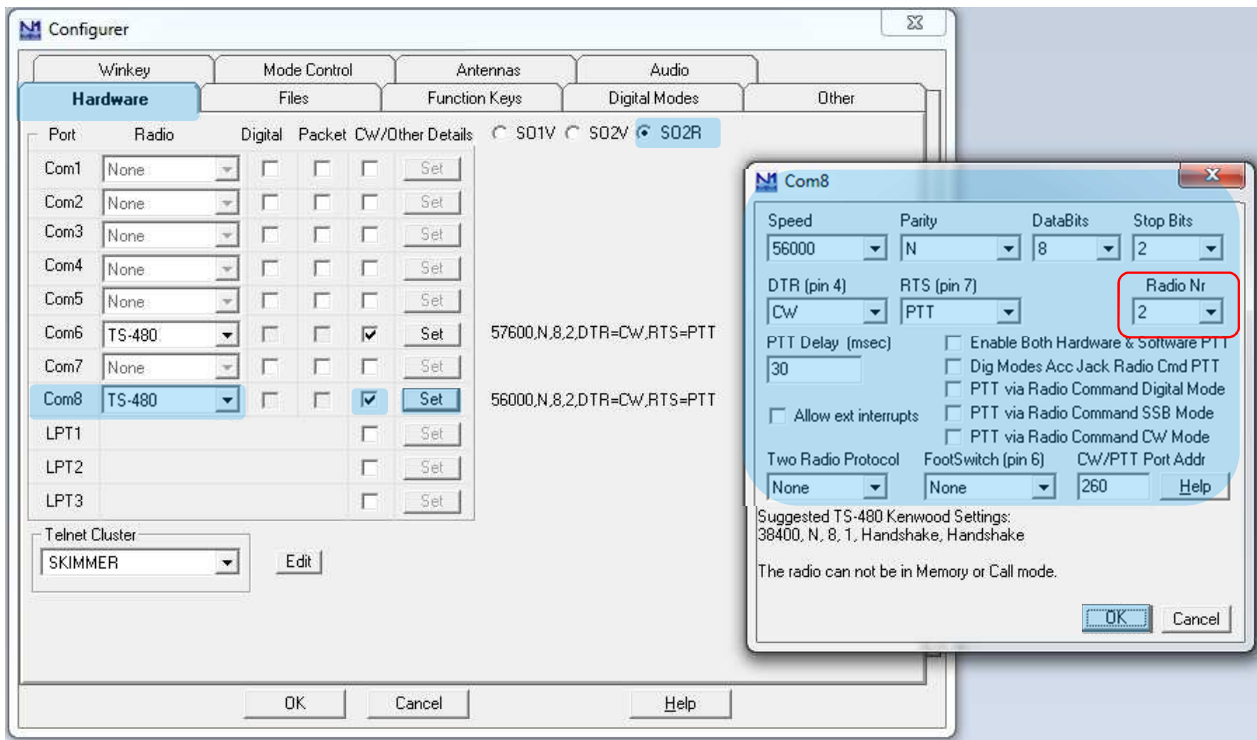 N1 Configurer
Winkey Mode Control Antennas Audio
Hardware Files Function Keys Digital Modes Other
Port Radio Digital Packet CW/Other Details SO1V SO2V SO2R
Com1 None Set
Com2 None Set
Com3 None Set
Com4 None Set
Com5 None Set
Com6 TS-480 Set 57600,N,8,2,DTR=CW,RTS=PTT
Com7 None Set
Com8 TS-480 Set 56000,N,8,2,DTR=CW,RTS=PTT
LPT1 Set
LPT2 Set
LPT3 Set
Telnet Cluster
SKIMMER Edit
OK Cancel Help
N1 Com8
Speed Parity DataBits Stop Bits
56000 N 8 2
DTR (pin 4) RTS (pin 7) Radio Nr
CW PTT 2
PTT Delay (msec) Enable Both Hardware & Software PTT
30 Dig Modes Acc Jack Radio Cmd PTT
PTT via Radio Command Digital Mode
Allow ext interrupts PTT via Radio Command SSB Mode
PTT via Radio Command CW Mode
Two Radio Protocol FootSwitch (pin 6) CW/PTT Port Addr
None None 260 Help
Suggested TS-480 Kenwood Settings:
38400, N, 8, 1, Handshake, Handshake
The radio can not be in Memory or Call mode.
OK Cancel